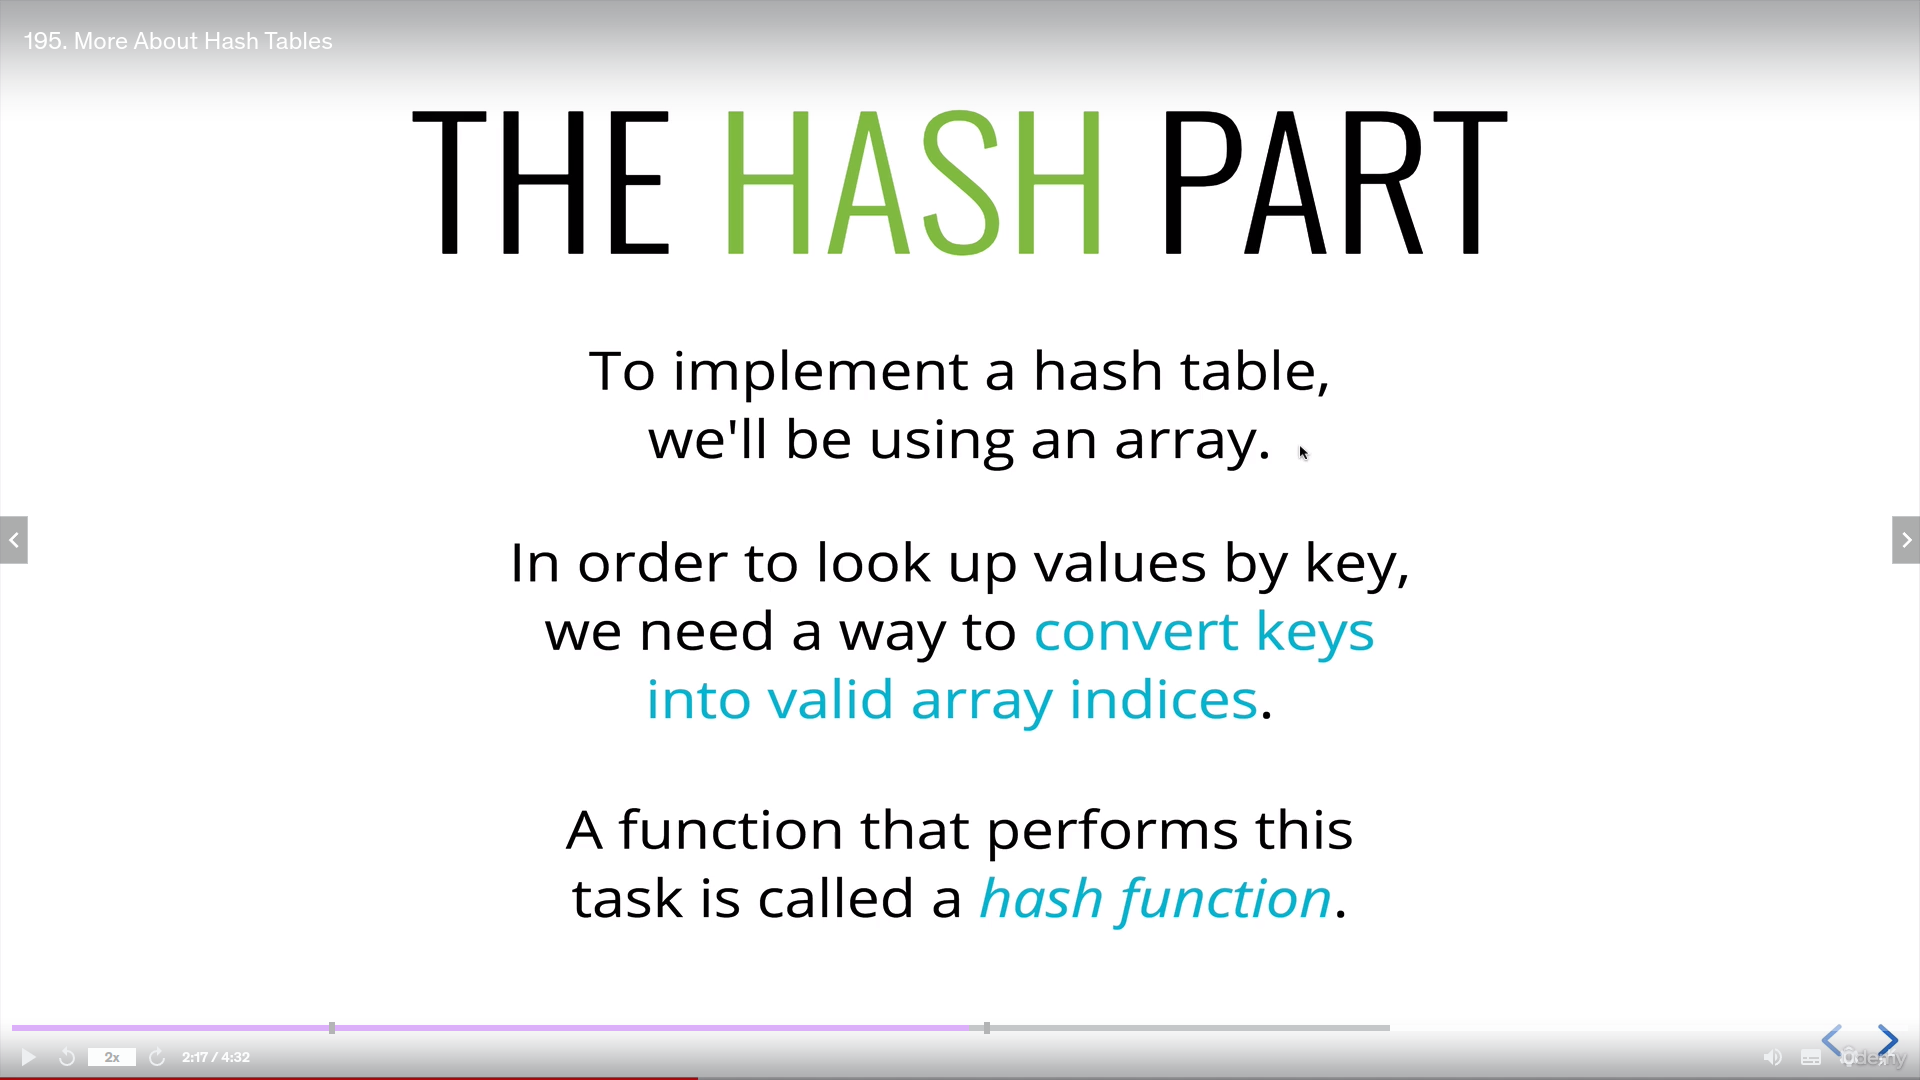 195. More About Hash Tables
THE HASH PART
To implement a hash table,
we'll be using an array.
In order to look up values by key,
we need a way to convert keys
into valid array indices.
A function that performs this
task is called a hash function.
2x
2:17 / 4:32
ûdemy